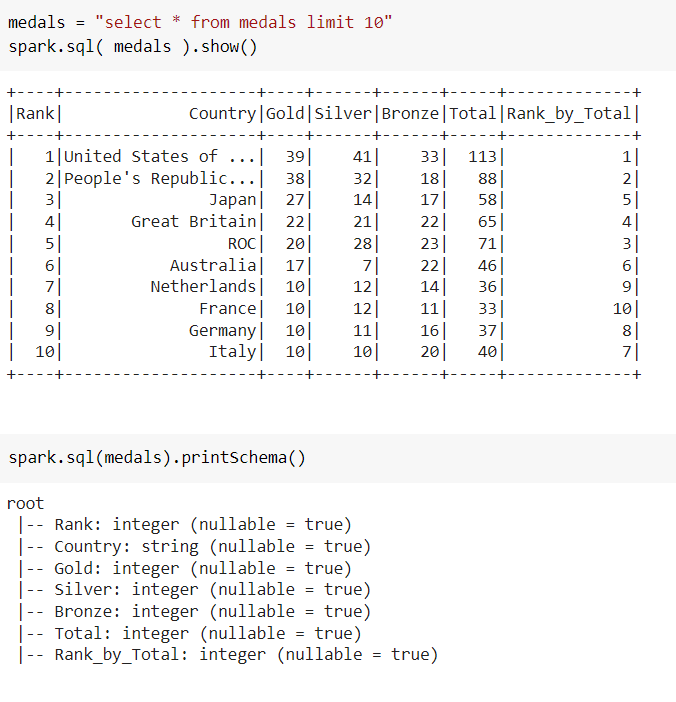 medals = "select * from medals limit 10"
spark.sql( medals ).show()
+----+--------------------+----+------+------+-----+-------------+
|Rank|             Country|Gold|Silver|Bronze|Total|Rank_by_Total|
+----+--------------------+----+------+------+-----+-------------+
|   1|United States of ...|  39|    41|    33|  113|            1|
|   2|People's Republic...|  38|    32|    18|   88|            2|
|   3|               Japan|  27|    14|    17|   58|            5|
|   4|       Great Britain|  22|    21|    22|   65|            4|
|   5|                 ROC|  20|    28|    23|   71|            3|
|   6|           Australia|  17|     7|    22|   46|            6|
|   7|         Netherlands|  10|    12|    14|   36|            9|
|   8|              France|  10|    12|    11|   33|           10|
|   9|             Germany|  10|    11|    16|   37|            8|
|  10|               Italy|  10|    10|    20|   40|            7|
+----+--------------------+----+------+------+-----+-------------+
spark.sql(medals).printSchema()
root
 |-- Rank: integer (nullable = true)
 |-- Country: string (nullable = true)
 |-- Gold: integer (nullable = true)
 |-- Silver: integer (nullable = true)
 |-- Bronze: integer (nullable = true)
 |-- Total: integer (nullable = true)
 |-- Rank_by_Total: integer (nullable = true)